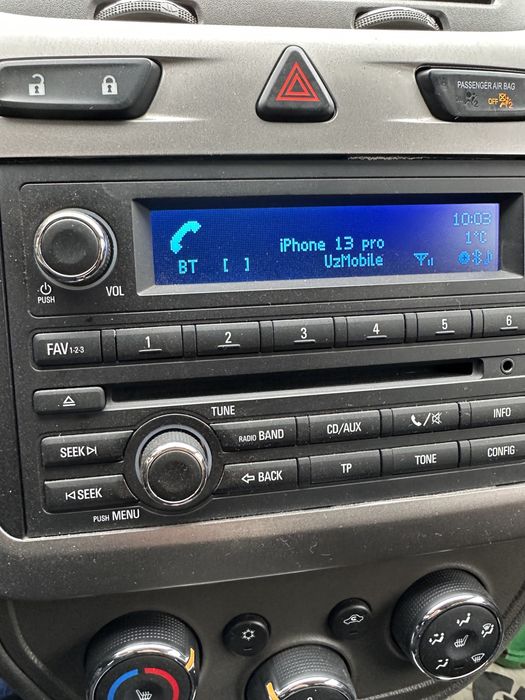 PASSENGER AIR BAG
OFF 2
10:03
iPhone 13 pro
1°C
BT [ ] UzMobile
PUSH
VOL
FAV 1-2-3
1
2
3
4
5
6
TUNE
SEEK
RADIO BAND
CD/AUX
INFO
SEEK
BACK
TP
TONE
CONFIG
PUSH MENU